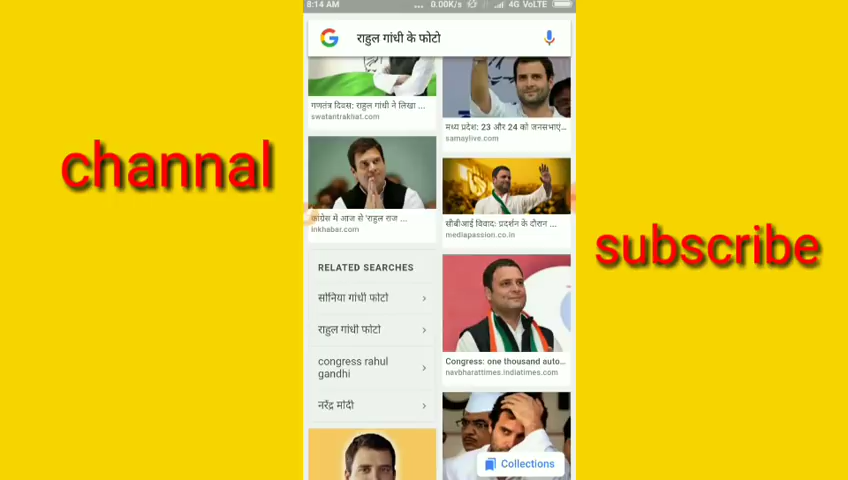 8:14 AM ... 0.00K/s 4G VoLTE
राहुल गांधी के फोटो
गणतंत्र दिवस: राहुल गांधी ने लिखा ...
swatantrakhat.com
मध्य प्रदेश: 23 और 24 को जनसभाएं...
samaylive.com
कांग्रेस में आज से 'राहुल राज ...
inkhabar.com
सीबीआई विवाद: प्रदर्शन के दौरान ...
mediapassion.co.in
RELATED SEARCHES
सोनिया गांधी फोटो
राहुल गांधी फोटो
congress rahul
gandhi
नरेंद्र मोदी
Congress: one thousand auto...
navbharattimes.indiatimes.com
Collections
channal
subscribe